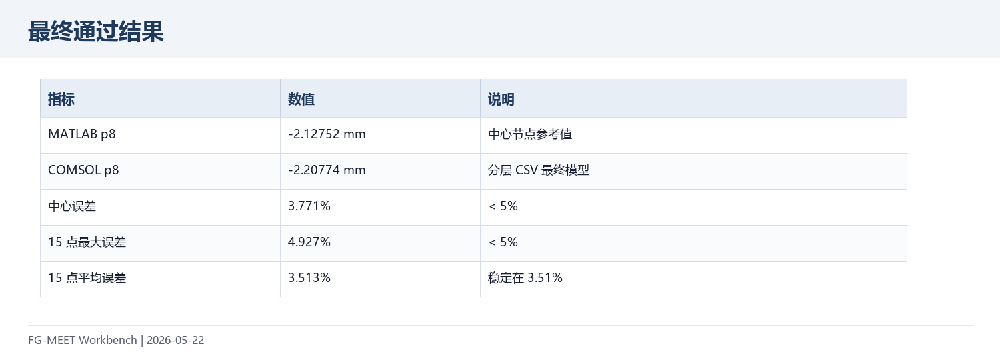 最终通过结果
指标 数值 说明
MATLAB p8 -2.12752 mm 中心节点参考值
COMSOL p8 -2.20774 mm 分层 CSV 最终模型
中心误差 3.771% < 5%
15 点最大误差 4.927% < 5%
15 点平均误差 3.513% 稳定在 3.51%
FG-MEET Workbench | 2026-05-22